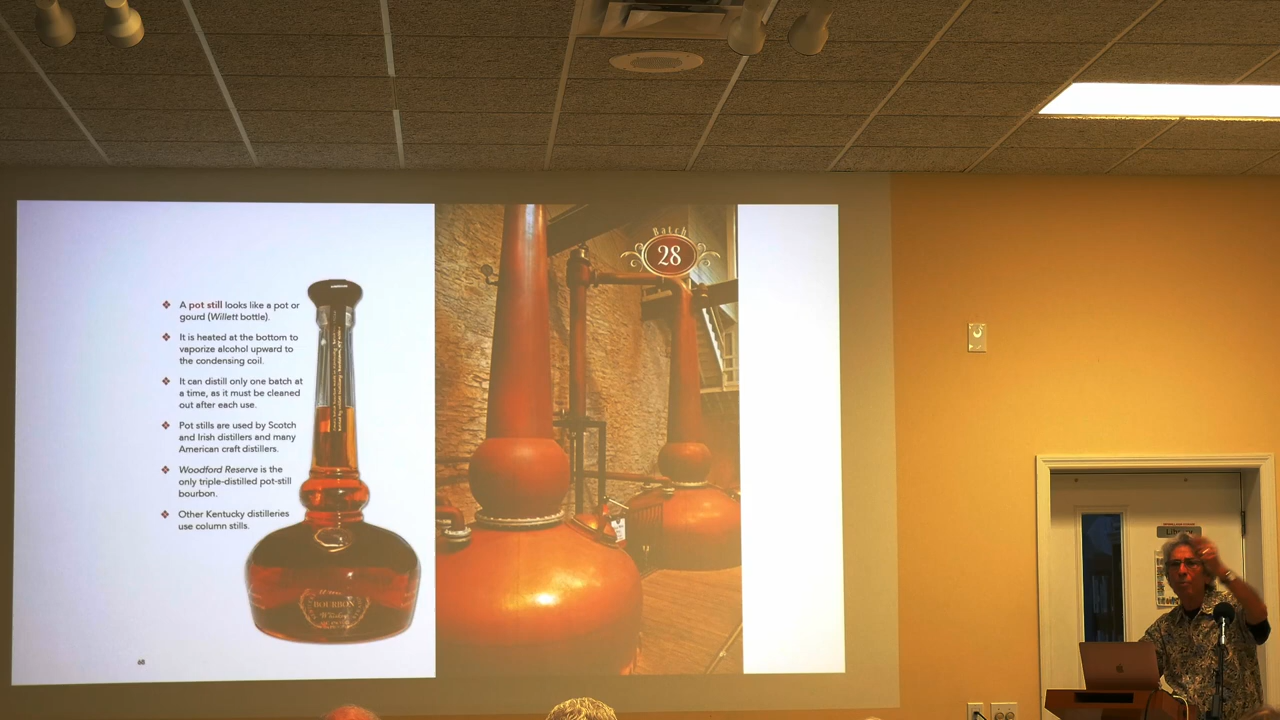 A pot still looks like a pot or
gourd (Willett bottle).
It is heated at the bottom to
vaporize alcohol upward to
the condensing coil.
It can distill only one batch at
a time, as it must be cleaned
out after each use.
Pot stills are used by Scotch
and Irish distillers and many
American craft distillers.
Woodford Reserve is the
only triple-distilled pot-still
bourbon.
Other Kentucky distilleries
use column stills.
68
BOURBON
Whiskey
Batch
28
Library